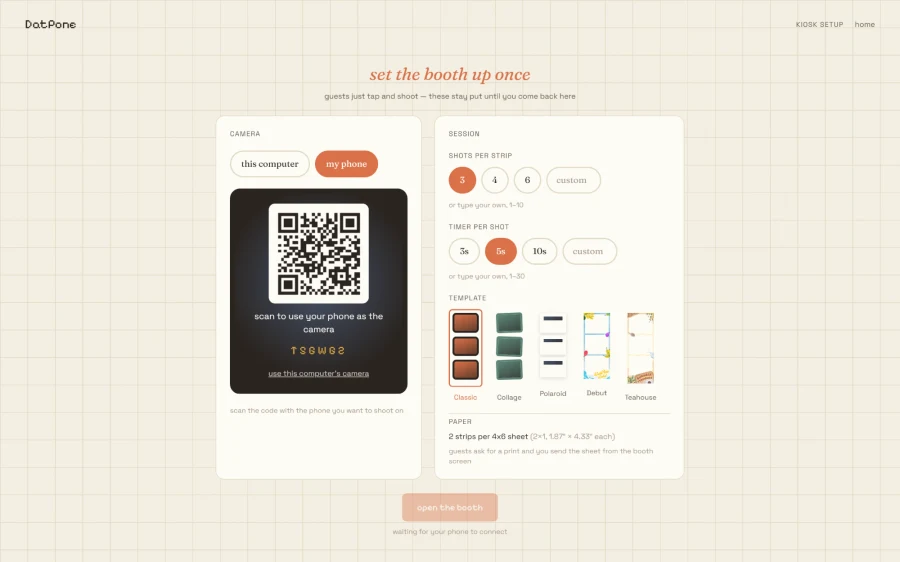 DatPone
KIOSK SETUP home
set the booth up once
guests just tap and shoot — these stay put until you come back here
CAMERA
this computer my phone
scan to use your phone as the
camera
use this computer's camera
scan the code with the phone you want to shoot on
SESSION
SHOTS PER STRIP
3 4 6 custom
or type your own, 1–10
TIMER PER SHOT
3s 5s 10s custom
or type your own, 1–30
TEMPLATE
Classic Collage Polaroid Debut Teahouse
PAPER
2 strips per 4x6 sheet (2×1, 1.87" × 4.33" each)
guests ask for a print and you send the sheet from the booth
screen
open the booth
waiting for your phone to connect